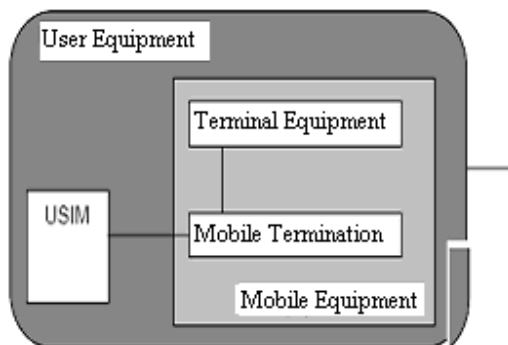 User Equipment
Terminal Equipment
USIM
Mobile Termination
Mobile Equipment